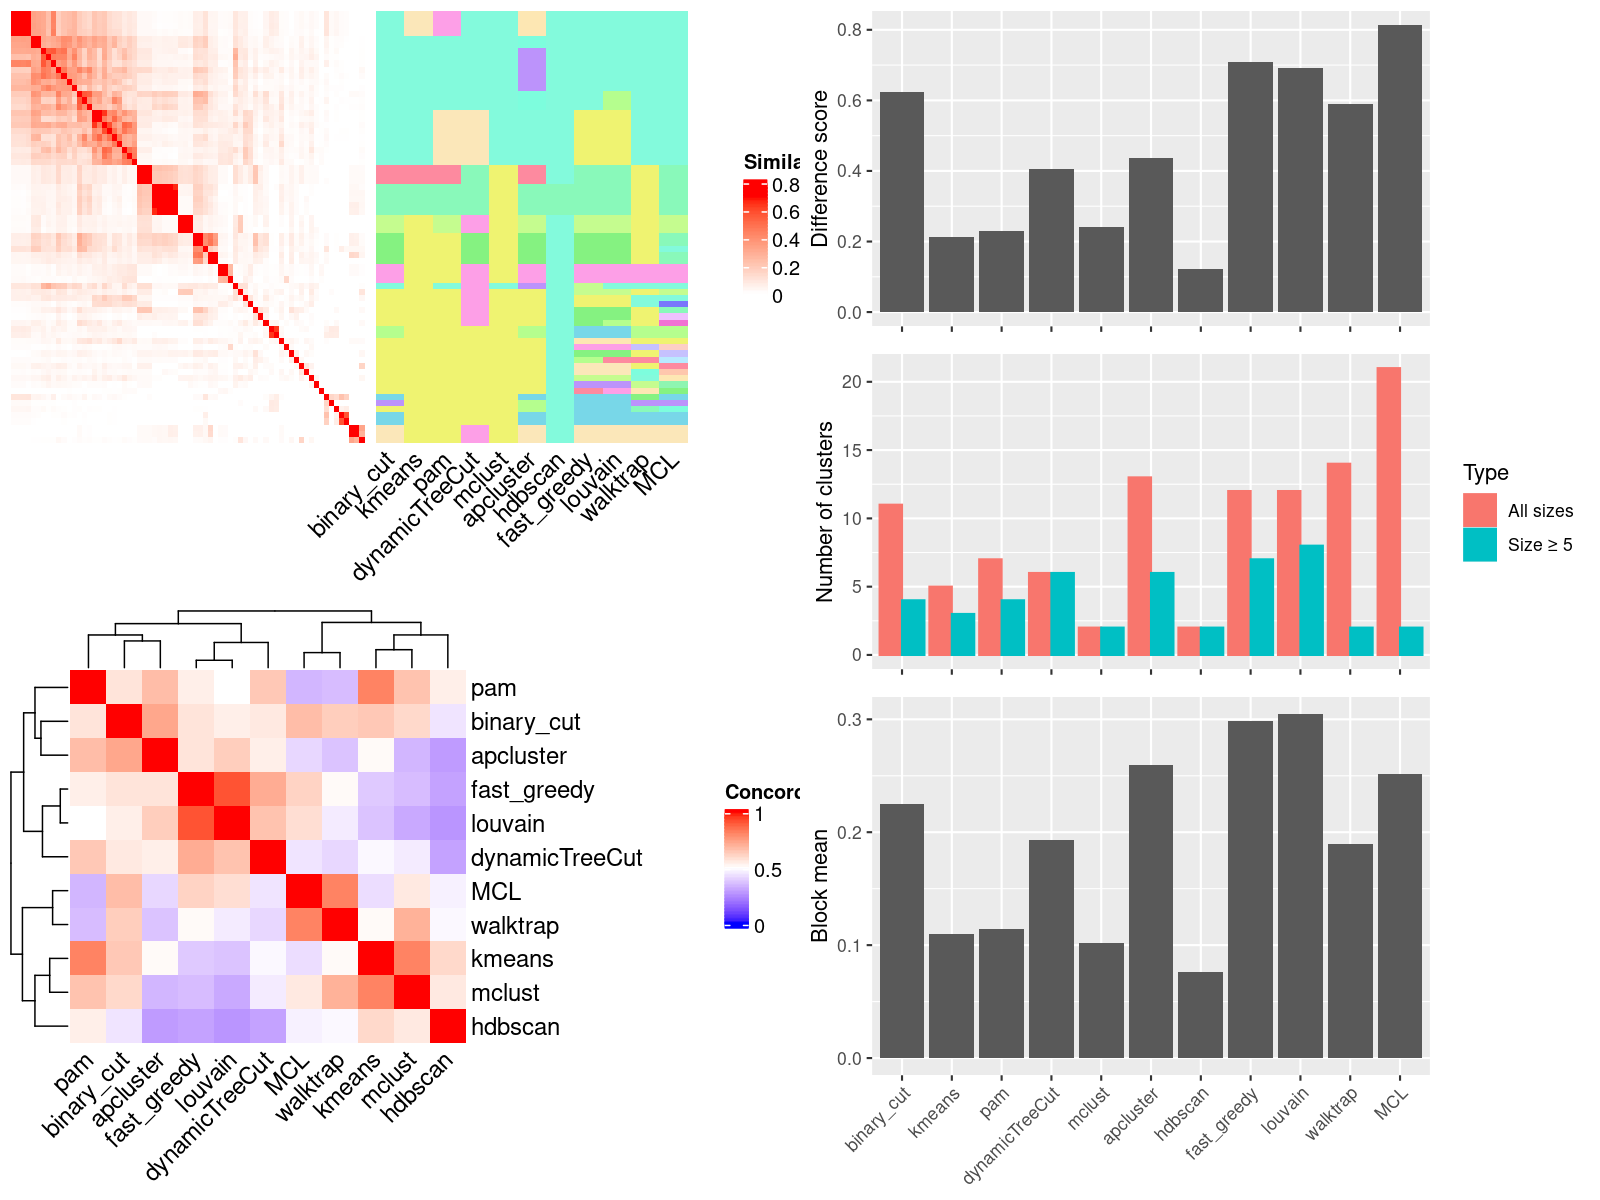 Simila
0.8
0.6
0.4
0.2
0
binary_cut
kmeans
pam
dynamicTreeCut
mclust
apcluster
hdbscan
fast_greedy
louvain
walktrap
MCL
pam
binary_cut
apcluster
fast_greedy
louvain
dynamicTreeCut
MCL
walktrap
kmeans
mclust
hdbscan
pam
binary_cut
apcluster
fast_greedy
louvain
dynamicTreeCut
MCL
walktrap
kmeans
mclust
hdbscan
Concord
1
0.5
0
Difference score
0.8
0.6
0.4
0.2
0.0
Number of clusters
20
15
10
5
0
Type
All sizes
Size ≥ 5
Block mean
0.3
0.2
0.1
0.0
binary_cut
kmeans
pam
dynamicTreeCut
mclust
apcluster
hdbscan
fast_greedy
louvain
walktrap
MCL